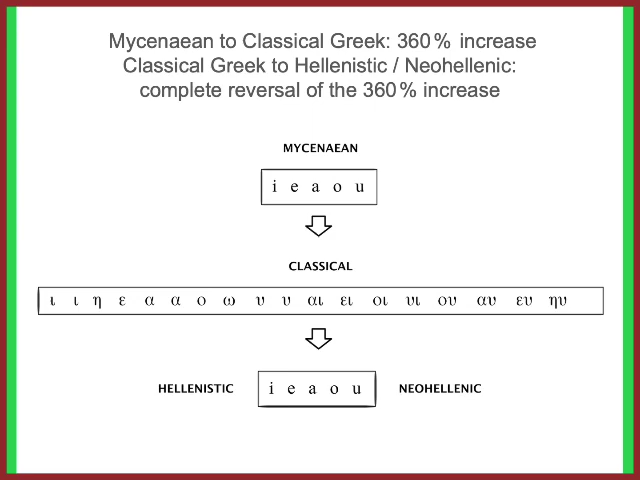 Mycenaean to Classical Greek: 360% increase
Classical Greek to Hellenistic / Neohellenic:
complete reversal of the 360% increase
MYCENAEAN
i e a o u
CLASSICAL
ι ι η ε α α ο ω υ υ αι ει οι υι ου αυ ευ ηυ
HELLENISTIC i e a o u NEOHELLENIC